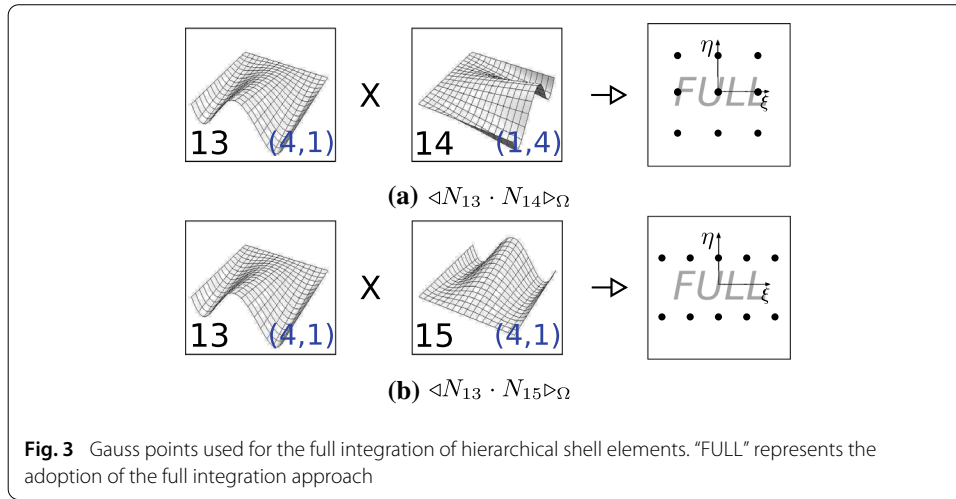 13 (4,1) X 14 (1,4) → FULL η ξ
(a) ◁N₁₃ · N₁₄▷Ω
13 (4,1) X 15 (4,1) → FULL η ξ
(b) ◁N₁₃ · N₁₅▷Ω
Fig. 3 Gauss points used for the full integration of hierarchical shell elements. “FULL” represents the
adoption of the full integration approach